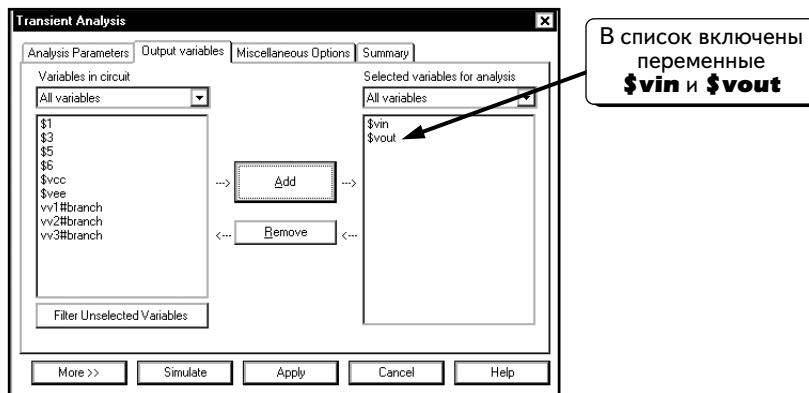 Transient Analysis
Analysis Parameters
Output variables
Miscellaneous Options
Summary
Variables in circuit
All variables
$1
$3
$5
$6
$vcc
$vee
vv1#branch
vv2#branch
vv3#branch
Filter Unselected Variables
--->
Add
--->
<---
Remove
<---
Selected variables for analysis
All variables
$vin
$vout
More >>
Simulate
Apply
Cancel
Help
В список включены
переменные
$vin и $vout